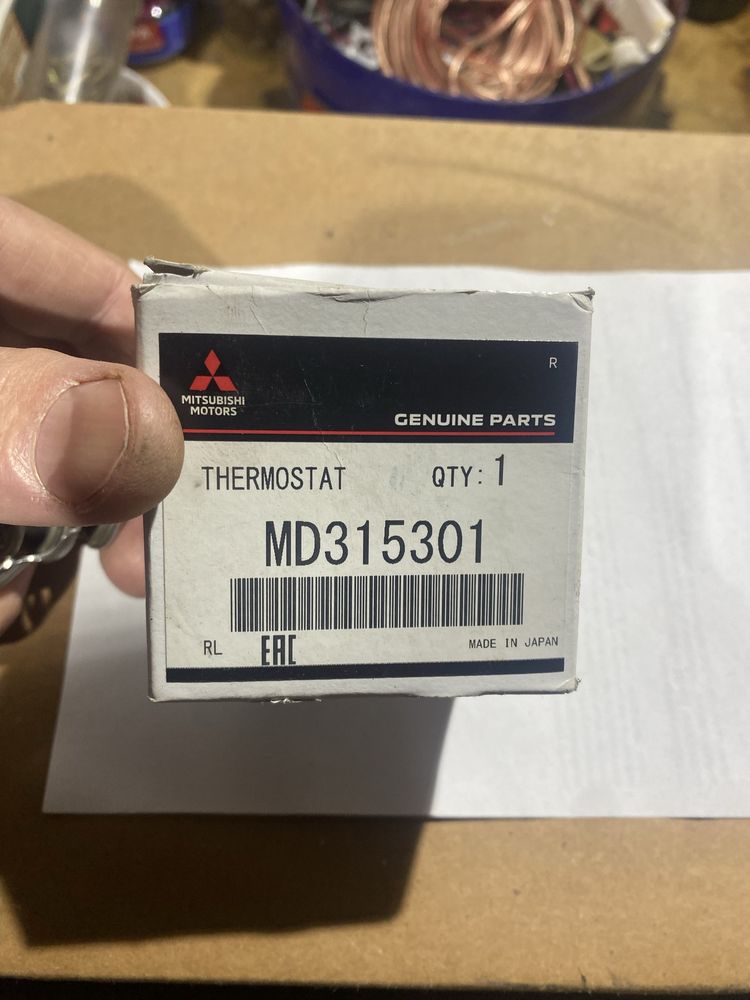 R
MITSUBISHI
MOTORS
GENUINE PARTS
THERMOSTAT QTY: 1
MD315301
RL EAC MADE IN JAPAN